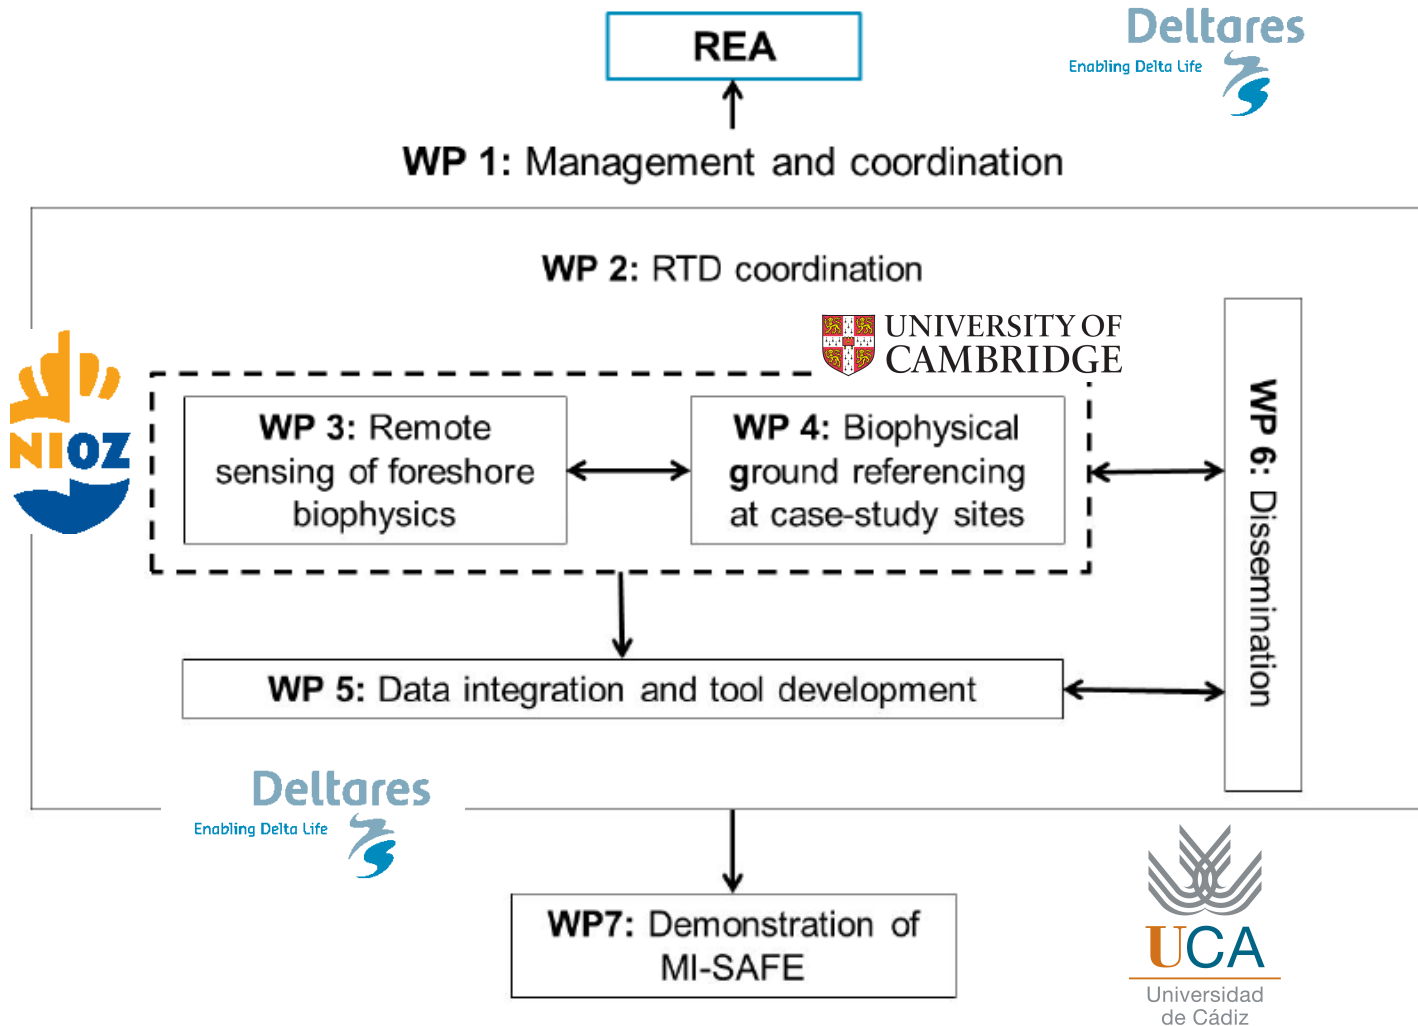 REA
Deltares
Enabling Delta Life
WP 1: Management and coordination
WP 2: RTD coordination
UNIVERSITY OF
CAMBRIDGE
NIOZ
WP 3: Remote
sensing of foreshore
biophysics
WP 4: Biophysical
ground referencing
at case-study sites
WP 6: Dissemination
WP 5: Data integration and tool development
Deltares
Enabling Delta Life
WP7: Demonstration of
MI-SAFE
UCA
Universidad
de Cádiz